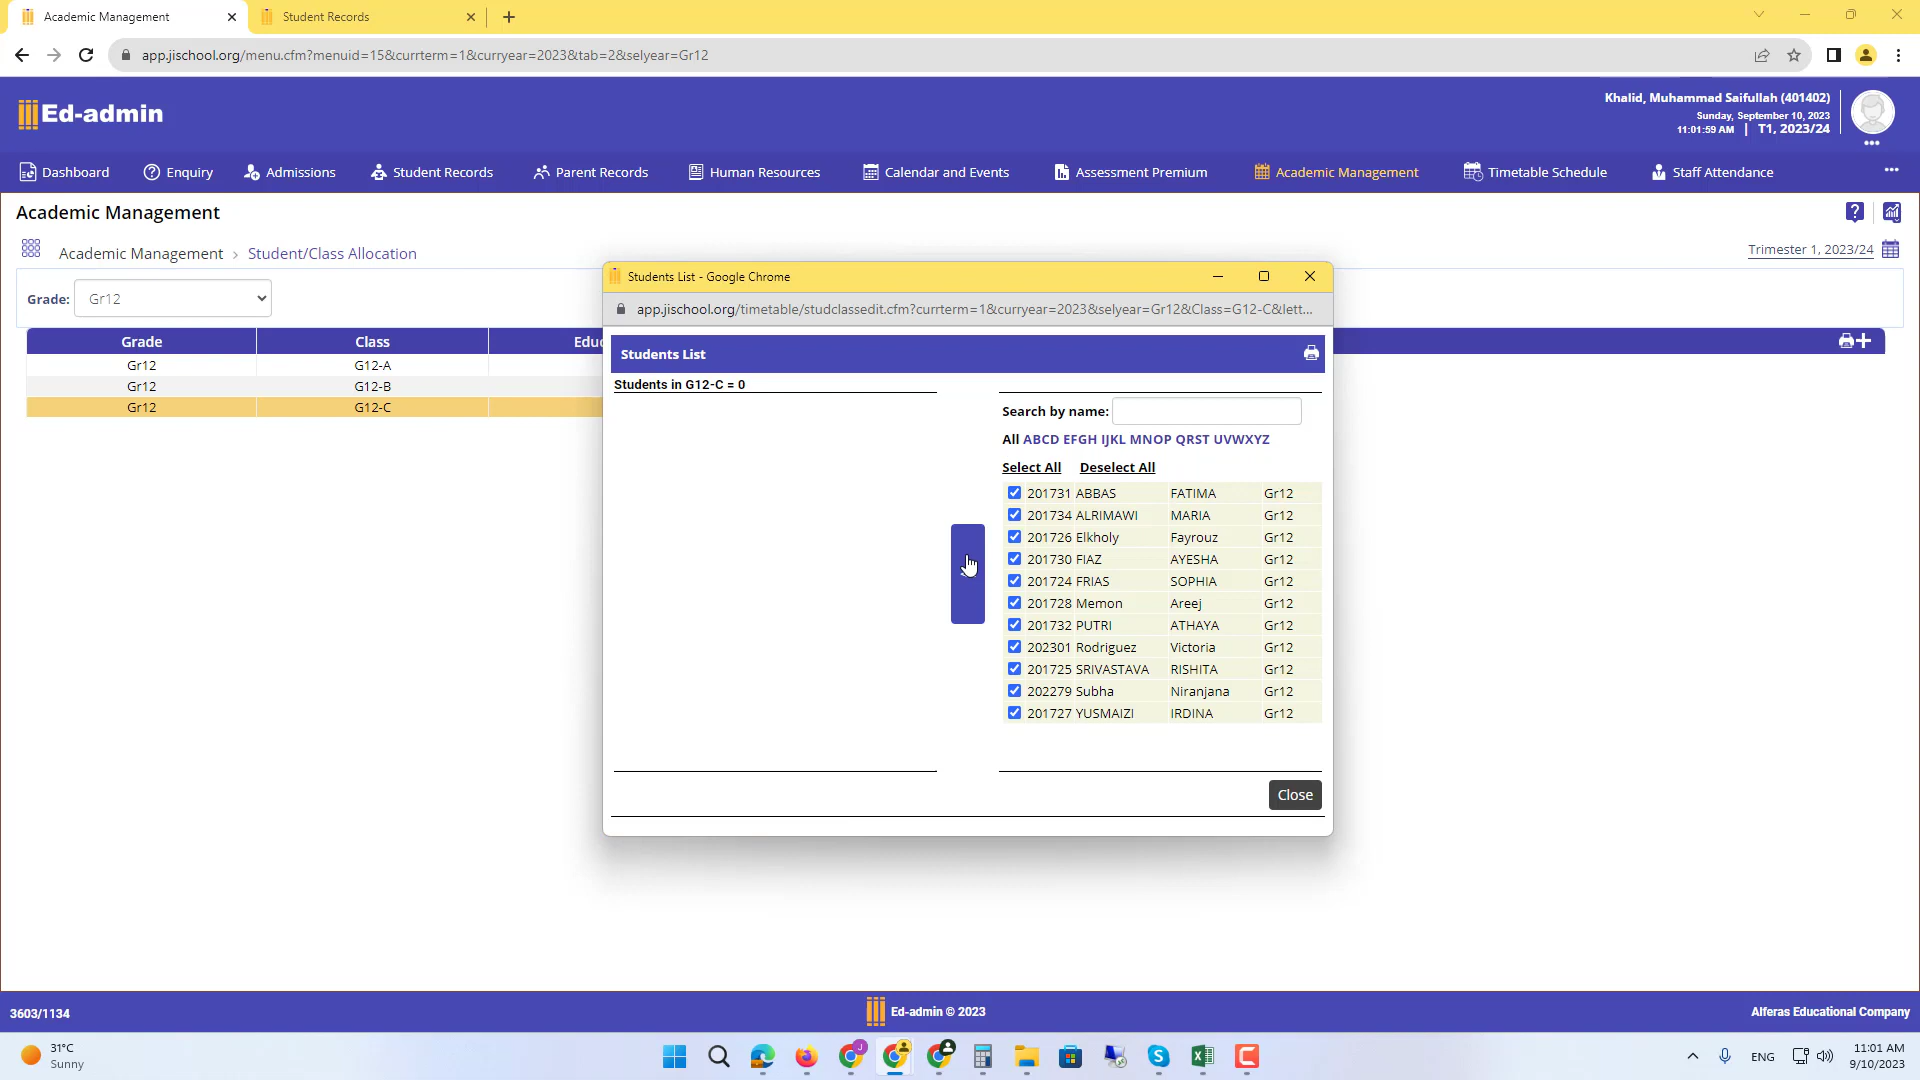 Academic Management
Student Records
app.jischool.org/menu.cfm?menuid=15&currterm=1&curryear=2023&tab=2&selyear=Gr12
Ed-admin
Khalid, Muhammad Saifullah (401402)
Sunday, September 10, 2023
11:01:59 AM | T1, 2023/24
Dashboard
Enquiry
Admissions
Student Records
Parent Records
Human Resources
Calendar and Events
Assessment Premium
Academic Management
Timetable Schedule
Staff Attendance
Academic Management
Academic Management > Student/Class Allocation
Trimester 1, 2023/24
Grade: Gr12
Grade Class
Gr12 G12-A
Gr12 G12-B
Gr12 G12-C
Students List - Google Chrome
app.jischool.org/timetable/studclassedit.cfm?currterm=1&curryear=2023&selyear=Gr12&Class=G12-C&lett...
Students List
Students in G12-C = 0
Search by name:
All ABCD EFGH IJKL MNOP QRST UVWXYZ
Select All Deselect All
201731 ABBAS FATIMA Gr12
201734 ALRIMAWI MARIA Gr12
201726 Elkholy Fayrouz Gr12
201730 FIAZ AYESHA Gr12
201724 FRIAS SOPHIA Gr12
201728 Memon Areej Gr12
201732 PUTRI ATHAYA Gr12
202301 Rodriguez Victoria Gr12
201725 SRIVASTAVA RISHITA Gr12
202279 Subha Niranjana Gr12
201727 YUSMAIZI IRDINA Gr12
Close
3603/1134
Ed-admin © 2023
Alferas Educational Company
31°C
Sunny
ENG
11:01 AM
9/10/2023